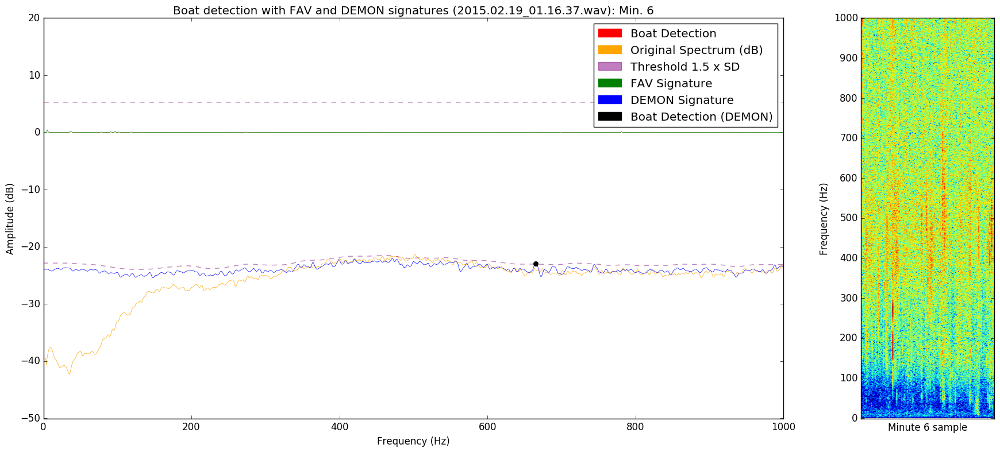 Boat detection with FAV and DEMON signatures (2015.02.19_01.16.37.wav): Min. 6
Boat Detection
Original Spectrum (dB)
Threshold 1.5 x SD
FAV Signature
DEMON Signature
Boat Detection (DEMON)
20
10
0
−10
−20
−30
−40
−50
Amplitude (dB)
0
200
400
600
800
1000
Frequency (Hz)
1000
900
800
700
600
500
400
300
200
100
0
Frequency (Hz)
Minute 6 sample